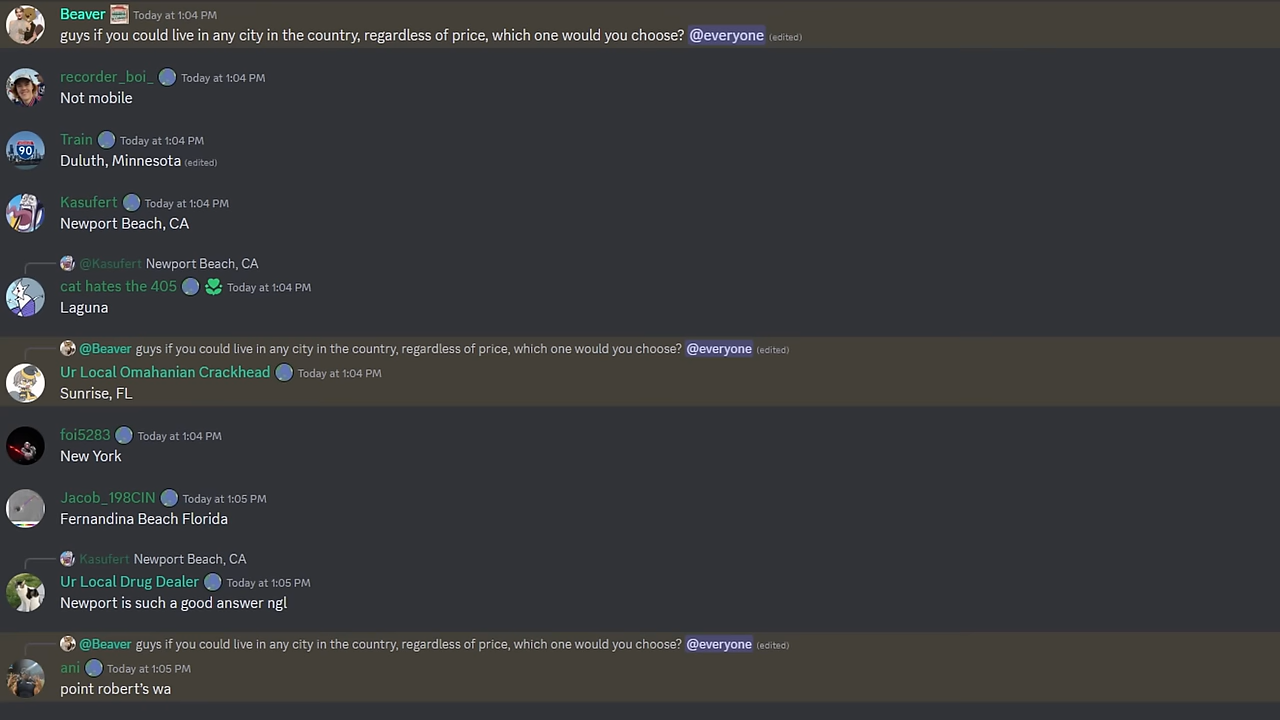 Beaver Today at 1:04 PM
guys if you could live in any city in the country, regardless of price, which one would you choose? @everyone (edited)
recorder_boi_ Today at 1:04 PM
Not mobile
90
Train Today at 1:04 PM
Duluth, Minnesota (edited)
Kasufert Today at 1:04 PM
Newport Beach, CA
@Kasufert Newport Beach, CA
cat hates the 405 Today at 1:04 PM
Laguna
@Beaver guys if you could live in any city in the country, regardless of price, which one would you choose? @everyone (edited)
Ur Local Omahanian Crackhead Today at 1:04 PM
Sunrise, FL
foi5283 Today at 1:04 PM
New York
Jacob_198CIN Today at 1:05 PM
Fernandina Beach Florida
Kasufert Newport Beach, CA
Ur Local Drug Dealer Today at 1:05 PM
Newport is such a good answer ngl
@Beaver guys if you could live in any city in the country, regardless of price, which one would you choose? @everyone (edited)
ani Today at 1:05 PM
point robert's wa